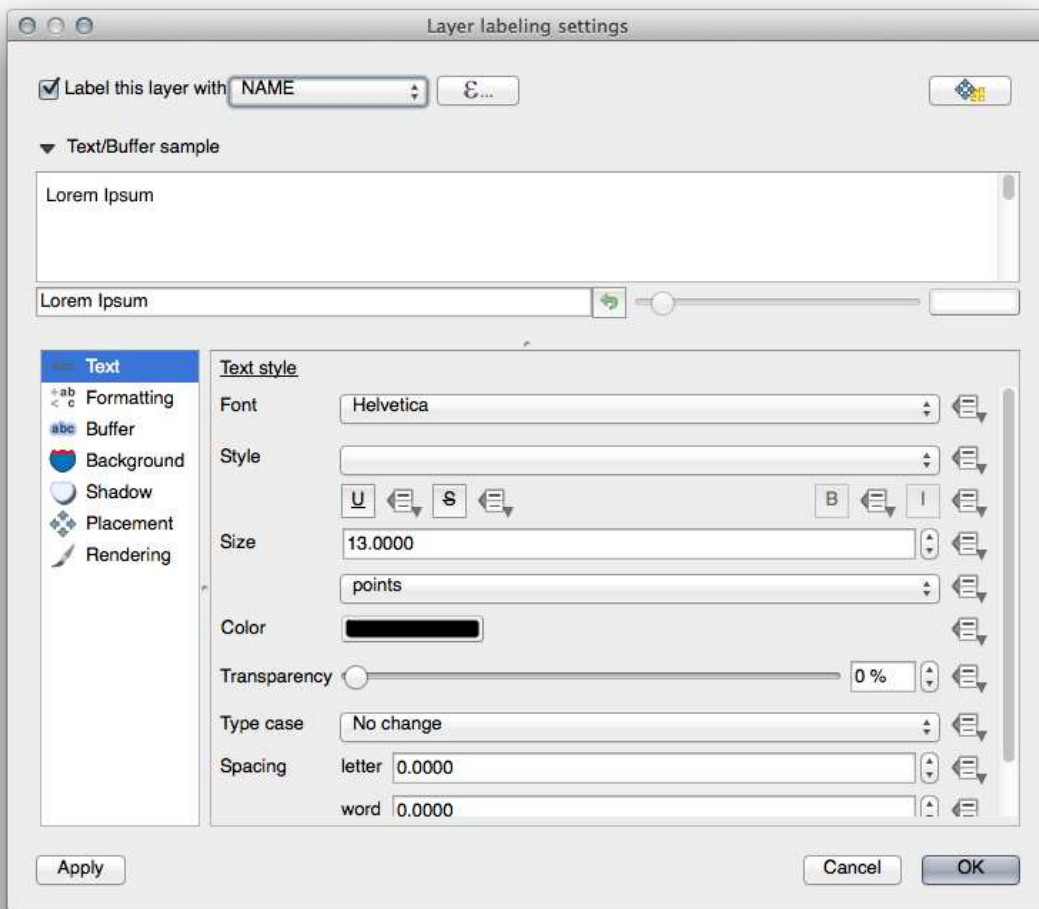 Layer labeling settings
Label this layer with NAME ε...
Text/Buffer sample
Lorem Ipsum
Lorem Ipsum
Text
Formatting
Buffer
Background
Shadow
Placement
Rendering
Text style
Font Helvetica
Style
U S B I
Size 13.0000
points
Color
Transparency 0 %
Type case No change
Spacing letter 0.0000
word 0.0000
Apply Cancel OK